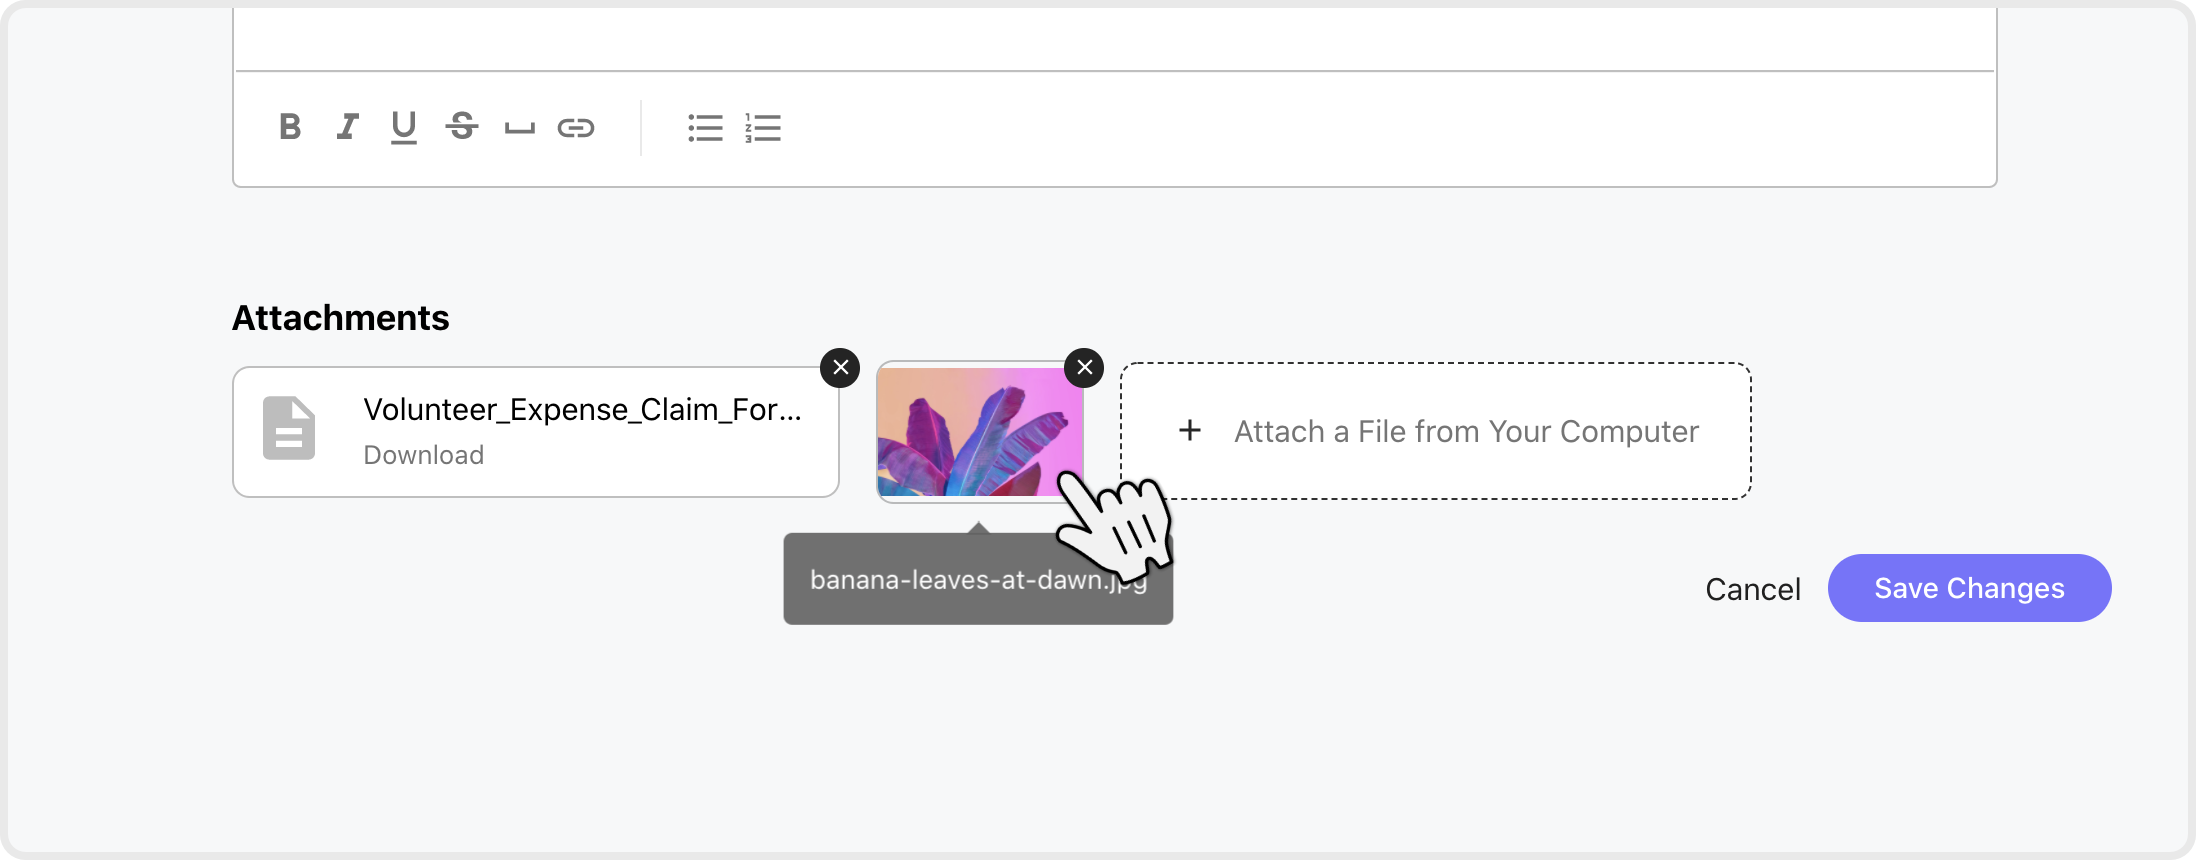 B I U S
Attachments
Volunteer_Expense_Claim_For...
Download
+ Attach a File from Your Computer
banana-leaves-at-dawn.jpg
Cancel
Save Changes